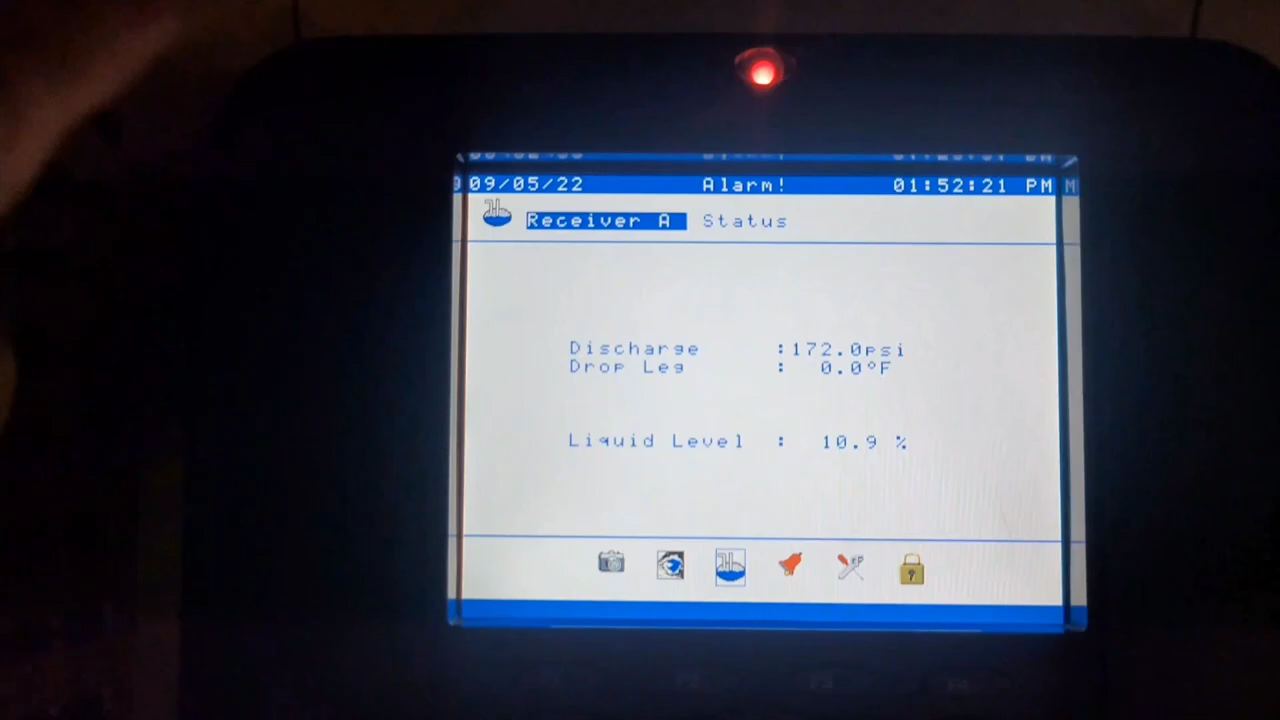 09/05/22 Alarm! 01:52:21 PM
Receiver A Status
Discharge :172.0psi
Drop Leg : 0.0°F
Liquid Level : 10.9 %